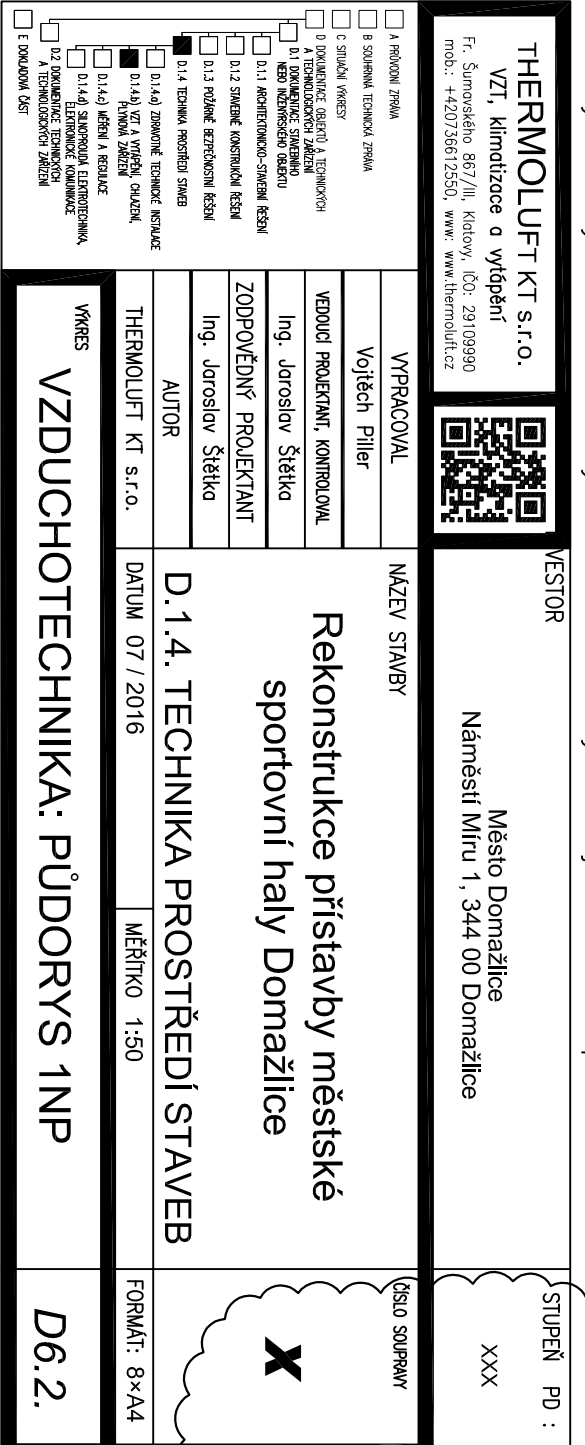 THERMOLUFT KT s.r.o.
VZT, klimatizace a vytápění
Fr. Šumavského 867/III, Klatovy, IČO: 29109990
mob.: +420736612550, www: www.thermoluft.cz
VESTOR
Město Domažlice
Náměstí Míru 1, 344 00 Domažlice
STUPEŇ PD :
XXX
A PRŮVODNÍ ZPRÁVA
B SOUHRNNÁ TECHNICKÁ ZPRÁVA
C SITUAČNÍ VÝKRESY
D DOKUMENTACE OBJEKTŮ A TECHNICKÝCH
A TECHNOLOGICKÝCH ZAŘÍZENÍ
D.1 DOKUMENTACE STAVEBNÍHO
NEBO INŽENÝRSKÉHO OBJEKTU
D.1.1 ARCHITEKTONICKO-STAVEBNÍ ŘEŠENÍ
D.1.2 STAVEBNĚ KONSTRUKČNÍ ŘEŠENÍ
D.1.3 POŽÁRNĚ BEZPEČNOSTNÍ ŘEŠENÍ
D.1.4 TECHNIKA PROSTŘEDÍ STAVEB
D.1.4.a) ZDRAVOTNĚ TECHNICKÉ INSTALACE
D.1.4.b) VZT A VYTÁPĚNÍ, CHLAZENÍ,
PLYNOVÁ ZAŘÍZENÍ
D.1.4.c) MĚŘENÍ A REGULACE
D.1.4.d) SILNOPROUDÁ ELEKTROTECHNIKA,
ELEKTRONICKÉ KOMUNIKACE
D.2 DOKUMENTACE TECHNICKÝCH
A TECHNOLOGICKÝCH ZAŘÍZENÍ
E DOKLADOVÁ ČÁST
VYPRACOVAL
Vojtěch Piller
VEDOUCÍ PROJEKTANT, KONTROLOVAL
Ing. Jaroslav Štětka
ZODPOVĚDNÝ PROJEKTANT
Ing. Jaroslav Štětka
AUTOR
THERMOLUFT KT s.r.o.
NÁZEV STAVBY
Rekonstrukce přístavby městské
sportovní haly Domažlice
D.1.4. TECHNIKA PROSTŘEDÍ STAVEB
DATUM 07 / 2016
MĚŘÍTKO 1:50
ČÍSLO SOUPRAVY
X
FORMÁT: 8×A4
VÝKRES
VZDUCHOTECHNIKA: PŮDORYS 1NP
D6.2.